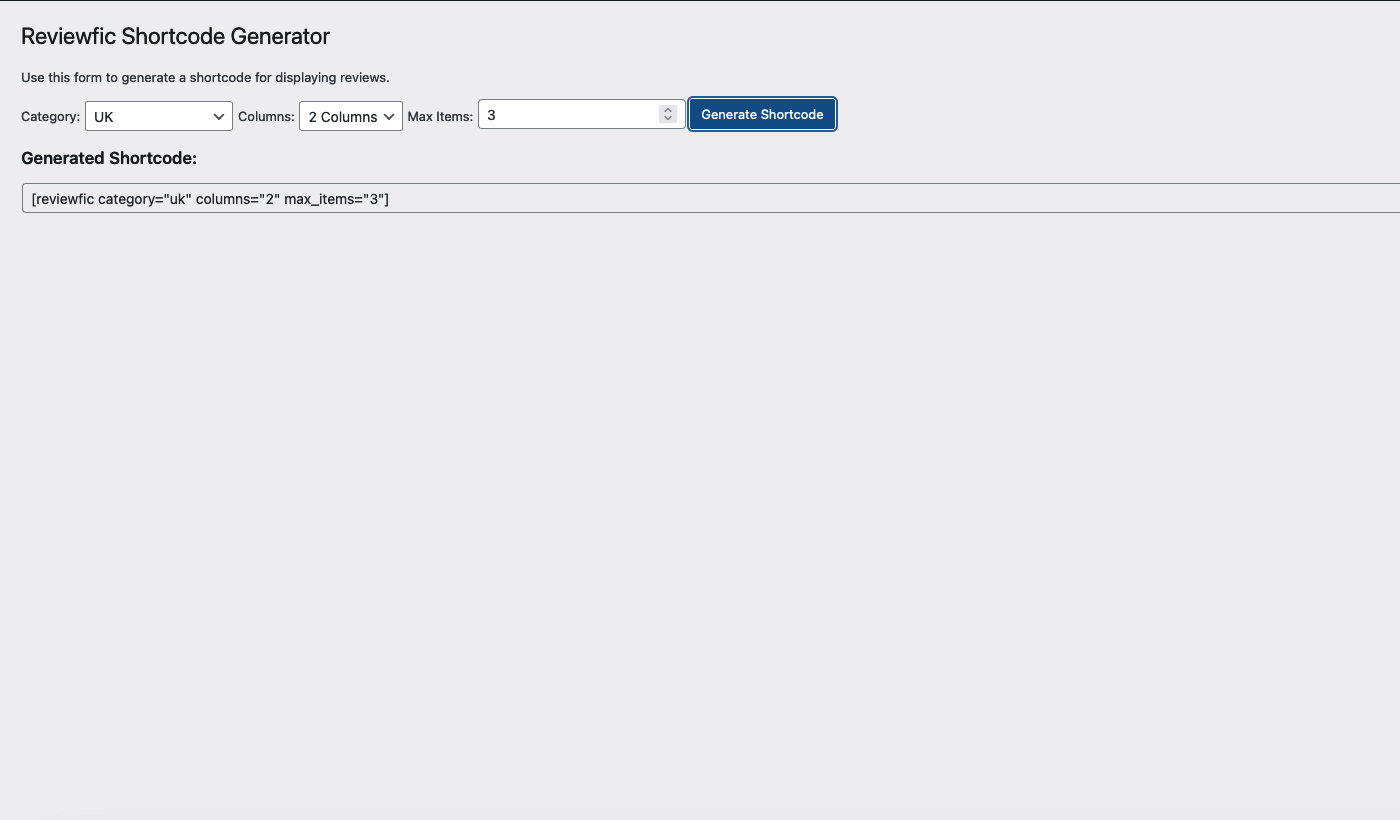 Reviewfic Shortcode Generator
Use this form to generate a shortcode for displaying reviews.
Category: UK Columns: 2 Columns Max Items: 3 Generate Shortcode
Generated Shortcode:
[reviewfic category="uk" columns="2" max_items="3"]